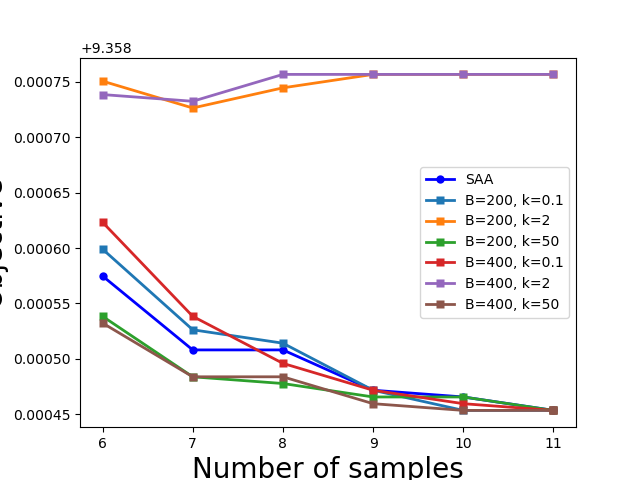 +9.358
0.00075
0.00070
0.00065
0.00060
0.00055
0.00050
0.00045
SAA
B=200, k=0.1
B=200, k=2
B=200, k=50
B=400, k=0.1
B=400, k=2
B=400, k=50
6 7 8 9 10 11
Number of samples